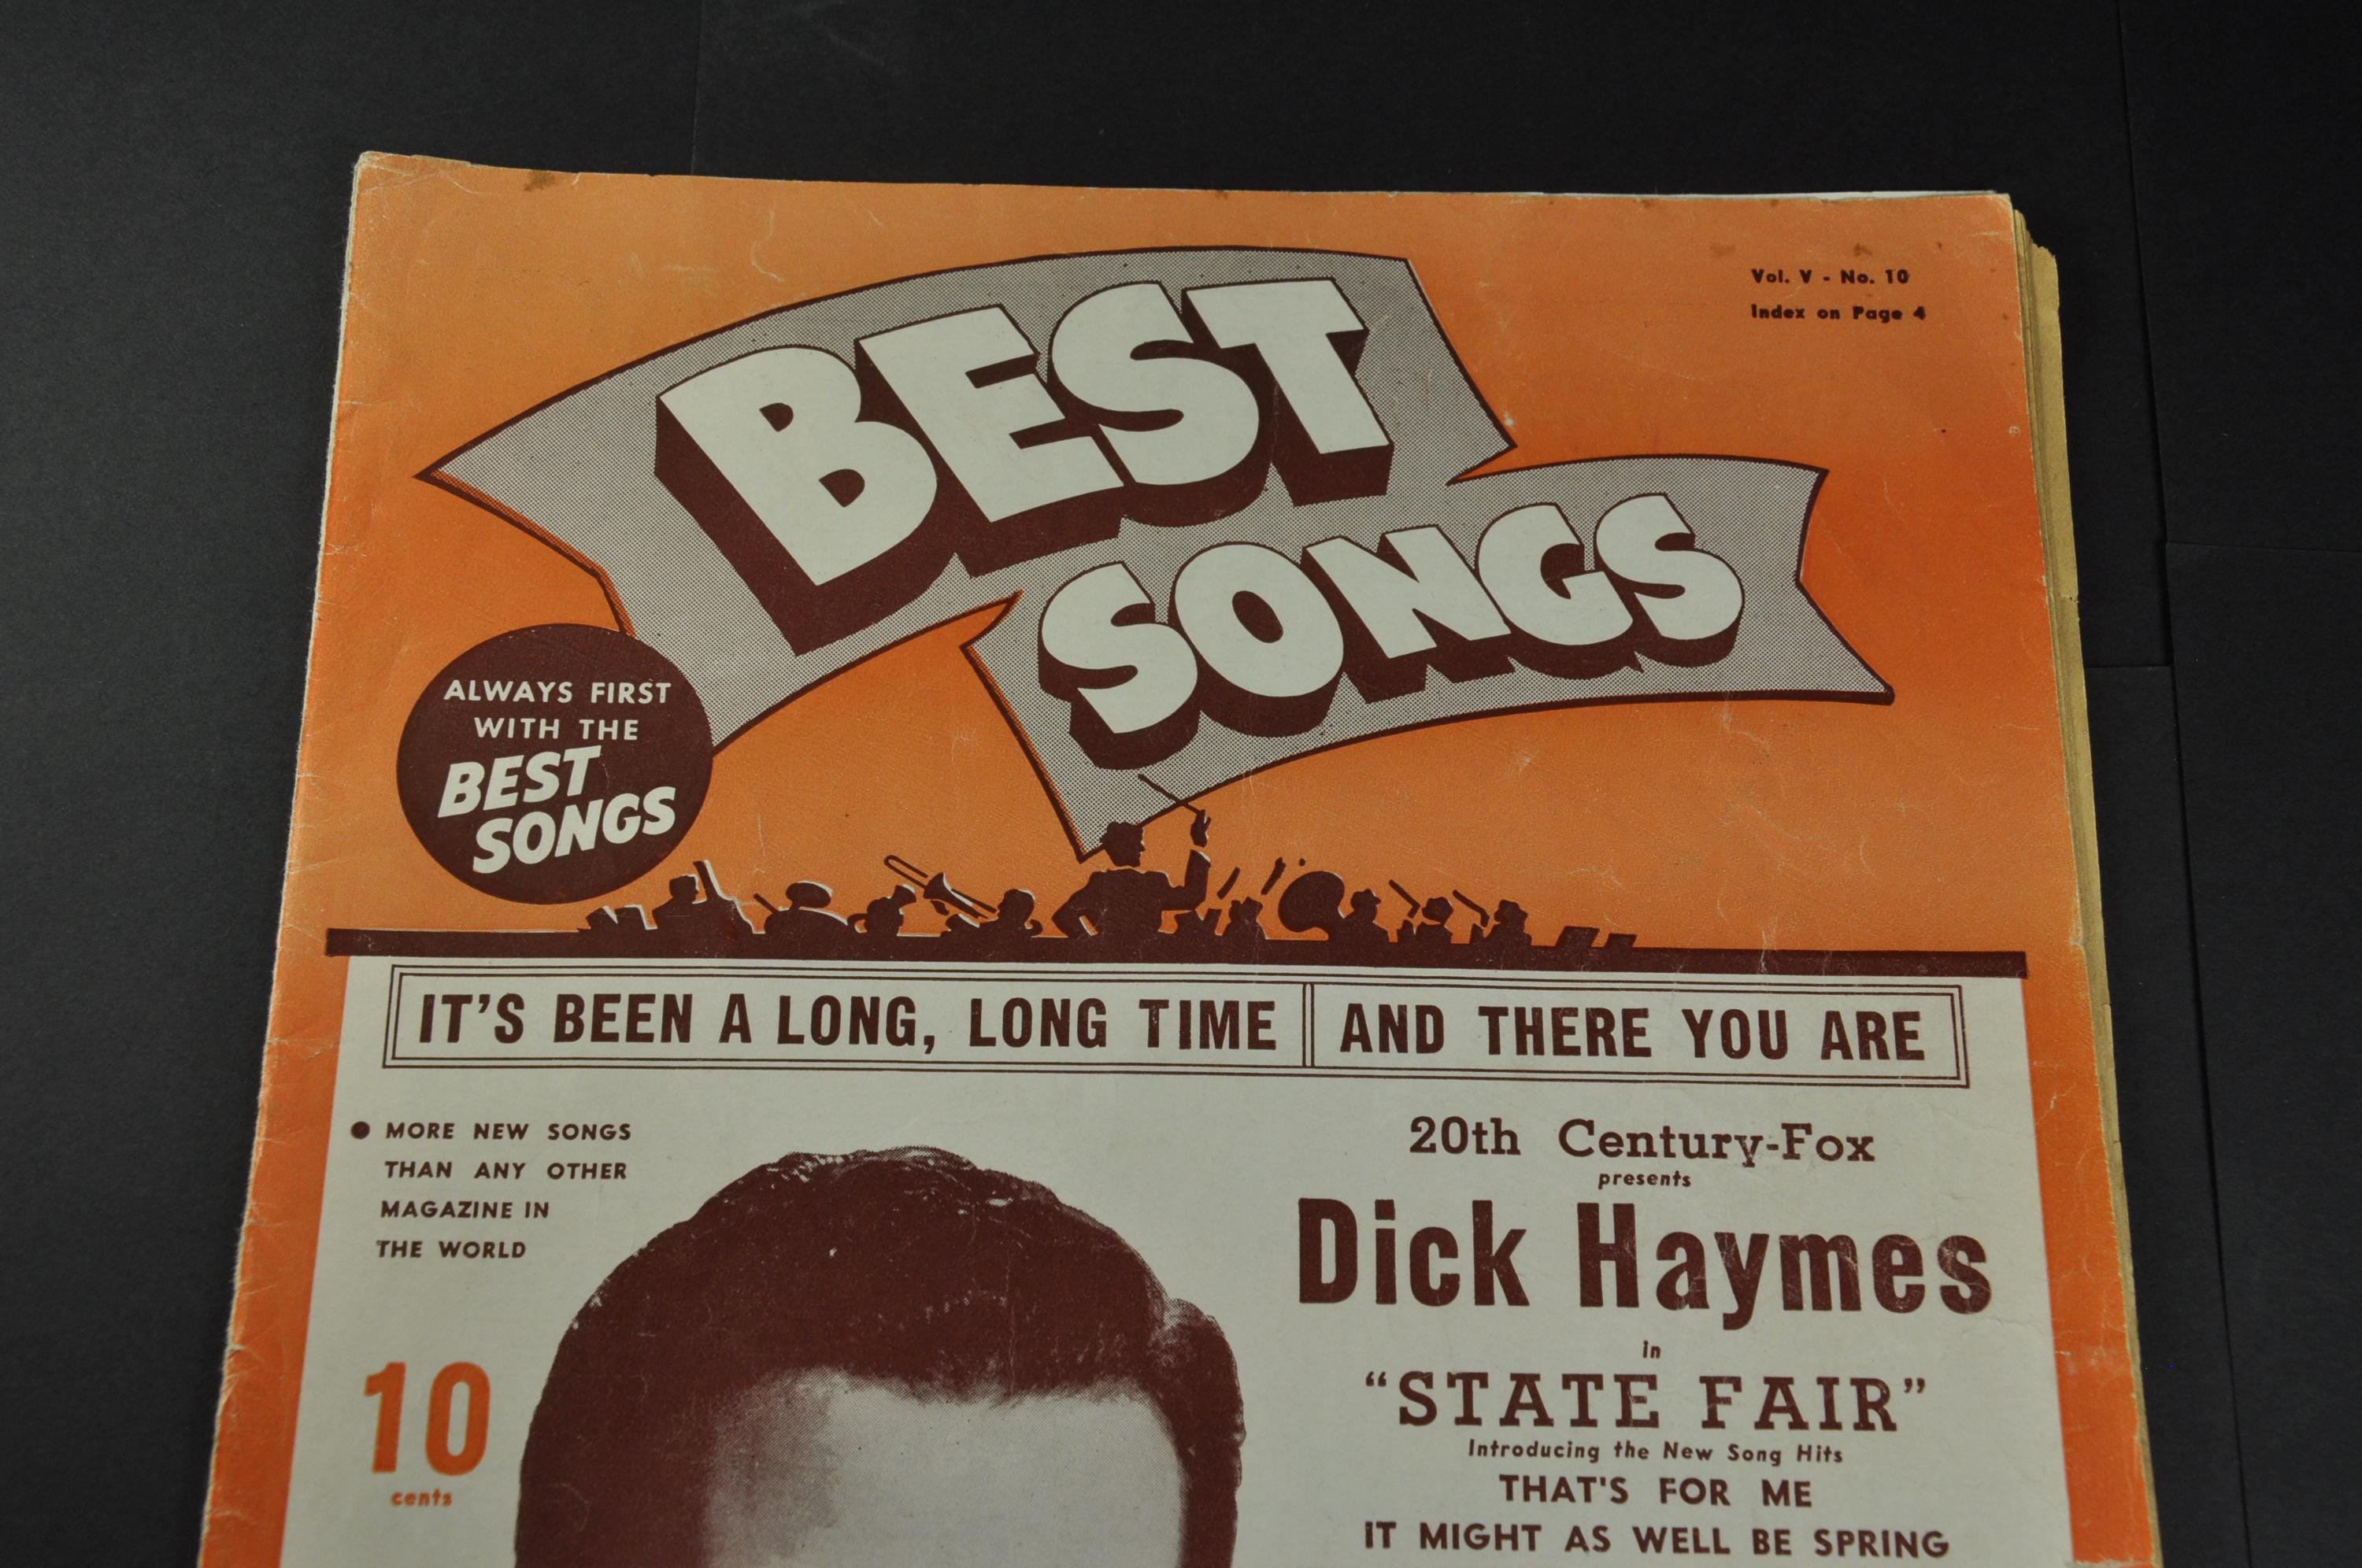 Vol. V - No. 10
Index on Page 4
BEST
SONGS
ALWAYS FIRST
WITH THE
BEST
SONGS
IT'S BEEN A LONG, LONG TIME
AND THERE YOU ARE
● MORE NEW SONGS
THAN ANY OTHER
MAGAZINE IN
THE WORLD
10
cents
20th Century-Fox
presents
Dick Haymes
in
"STATE FAIR"
Introducing the New Song Hits
THAT'S FOR ME
IT MIGHT AS WELL BE SPRING